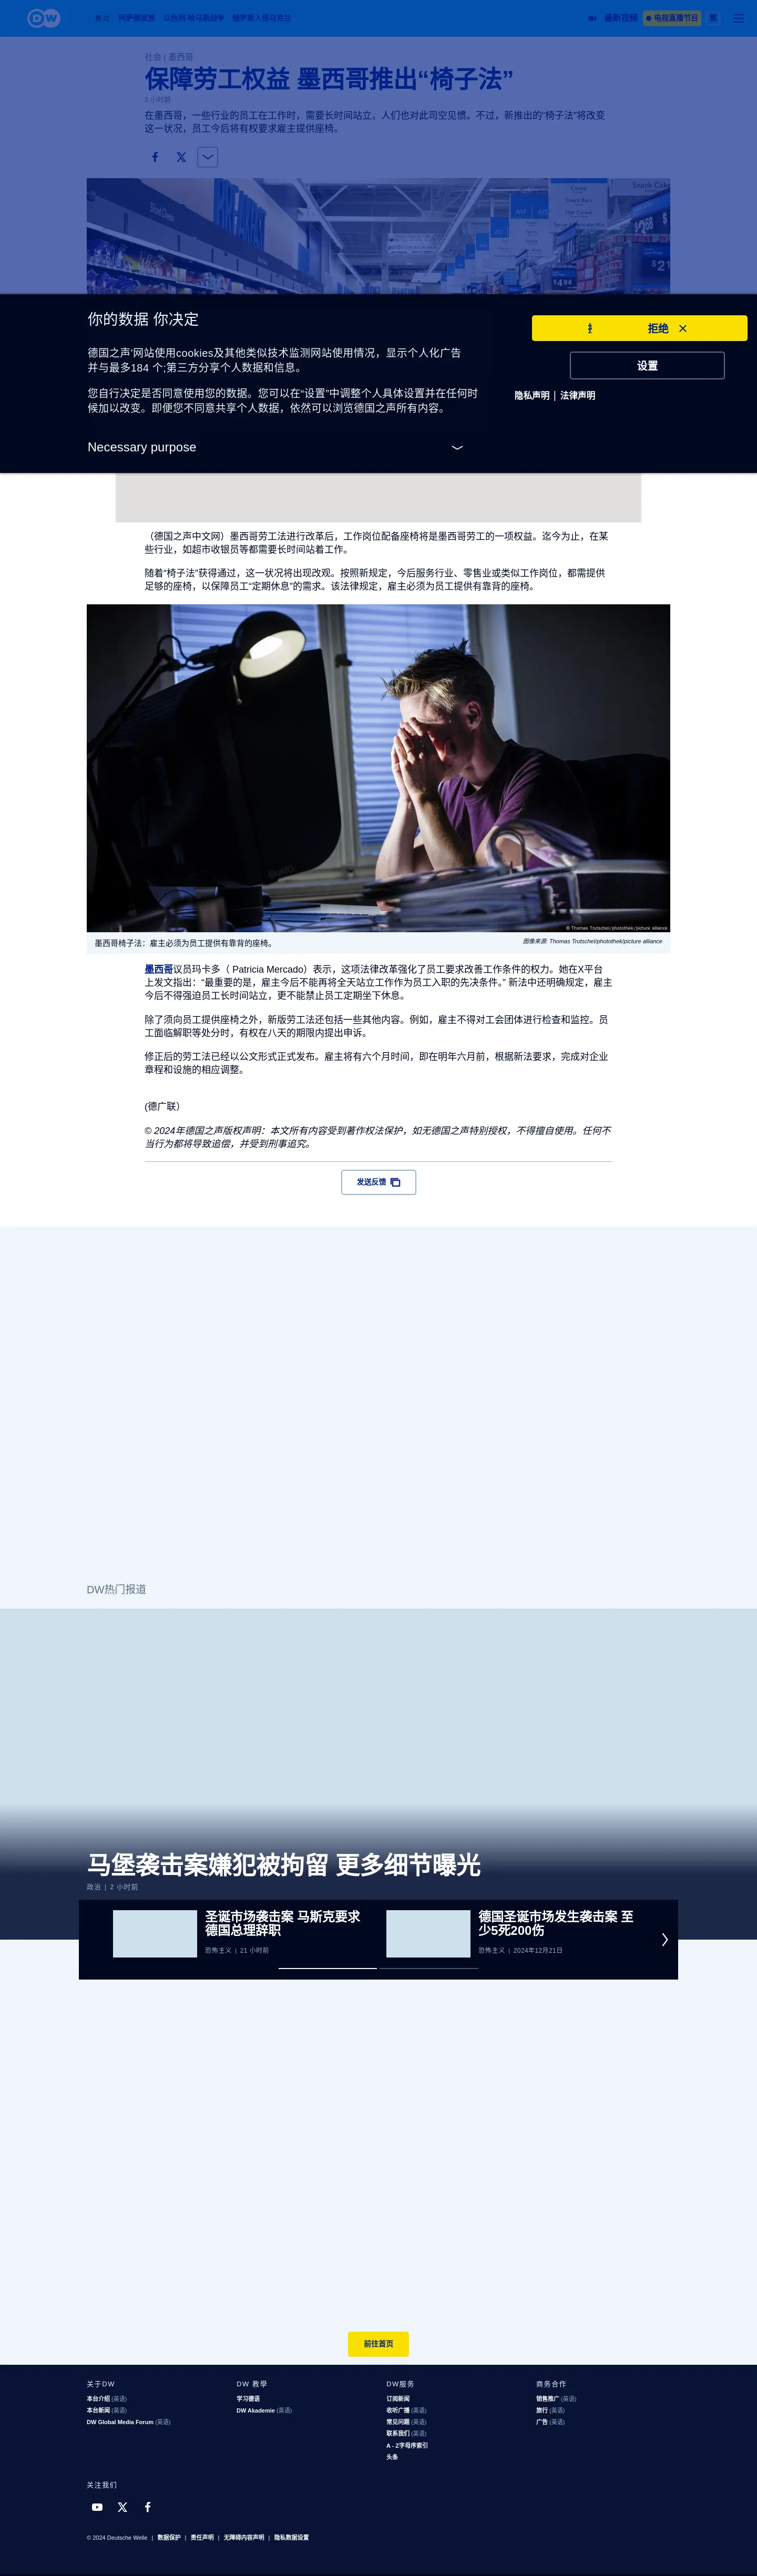 DW
焦点
阿萨德家族
以色列-哈马斯战争
俄罗斯入侵乌克兰
最新视频
电视直播节目
繁
社会 | 墨西哥
保障劳工权益 墨西哥推出“椅子法”
2 小时前
在墨西哥，一些行业的员工在工作时，需要长时间站立，人们也对此司空见惯。不过，新推出的“椅子法”将改变
这一状况，员工今后将有权要求雇主提供座椅。
Snack Cake
Cereal
Snack Bars
Hot Cereal
A14
A15
你的数据 你决定
德国之声'网站使用cookies及其他类似技术监测网站使用情况，显示个人化广告
并与最多184 个;第三方分享个人数据和信息。
您自行决定是否同意使用您的数据。您可以在“设置”中调整个人具体设置并在任何时
候加以改变。即便您不同意共享个人数据，依然可以浏览德国之声所有内容。
Necessary purpose
拒绝
设置
隐私声明 | 法律声明
（德国之声中文网）墨西哥劳工法进行改革后，工作岗位配备座椅将是墨西哥劳工的一项权益。迄今为止，在某
些行业，如超市收银员等都需要长时间站着工作。
随着“椅子法”获得通过，这一状况将出现改观。按照新规定，今后服务行业、零售业或类似工作岗位，都需提供
足够的座椅，以保障员工“定期休息”的需求。该法律规定，雇主必须为员工提供有靠背的座椅。
© Thomas Trutschel/photothek/picture alliance
墨西哥椅子法：雇主必须为员工提供有靠背的座椅。
图像来源: Thomas Trutschel/photothek/picture alliance
墨西哥议员玛卡多（ Patricia Mercado）表示，这项法律改革强化了员工要求改善工作条件的权力。她在X平台
上发文指出：“最重要的是，雇主今后不能再将全天站立工作作为员工入职的先决条件。” 新法中还明确规定，雇主
今后不得强迫员工长时间站立，更不能禁止员工定期坐下休息。
除了须向员工提供座椅之外，新版劳工法还包括一些其他内容。例如，雇主不得对工会团体进行检查和监控。员
工面临解职等处分时，有权在八天的期限内提出申诉。
修正后的劳工法已经以公文形式正式发布。雇主将有六个月时间，即在明年六月前，根据新法要求，完成对企业
章程和设施的相应调整。
(德广联）
© 2024年德国之声版权声明：本文所有内容受到著作权法保护，如无德国之声特别授权，不得擅自使用。任何不
当行为都将导致追偿，并受到刑事追究。
发送反馈
DW热门报道
马堡袭击案嫌犯被拘留 更多细节曝光
政治 | 2 小时前
圣诞市场袭击案 马斯克要求
德国总理辞职
恐怖主义 | 21 小时前
德国圣诞市场发生袭击案 至
少5死200伤
恐怖主义 | 2024年12月21日
前往首页
关于DW
本台介绍 (英语)
本台新闻 (英语)
DW Global Media Forum (英语)
DW 教學
学习德语
DW Akademie (英语)
DW服务
订阅新闻
收听广播 (英语)
常见问题 (英语)
联系我们 (英语)
A - Z字母序索引
头条
商务合作
销售推广 (英语)
旅行 (英语)
广告 (英语)
关注我们
© 2024 Deutsche Welle | 数据保护 | 责任声明 | 无障碍内容声明 | 隐私数据设置